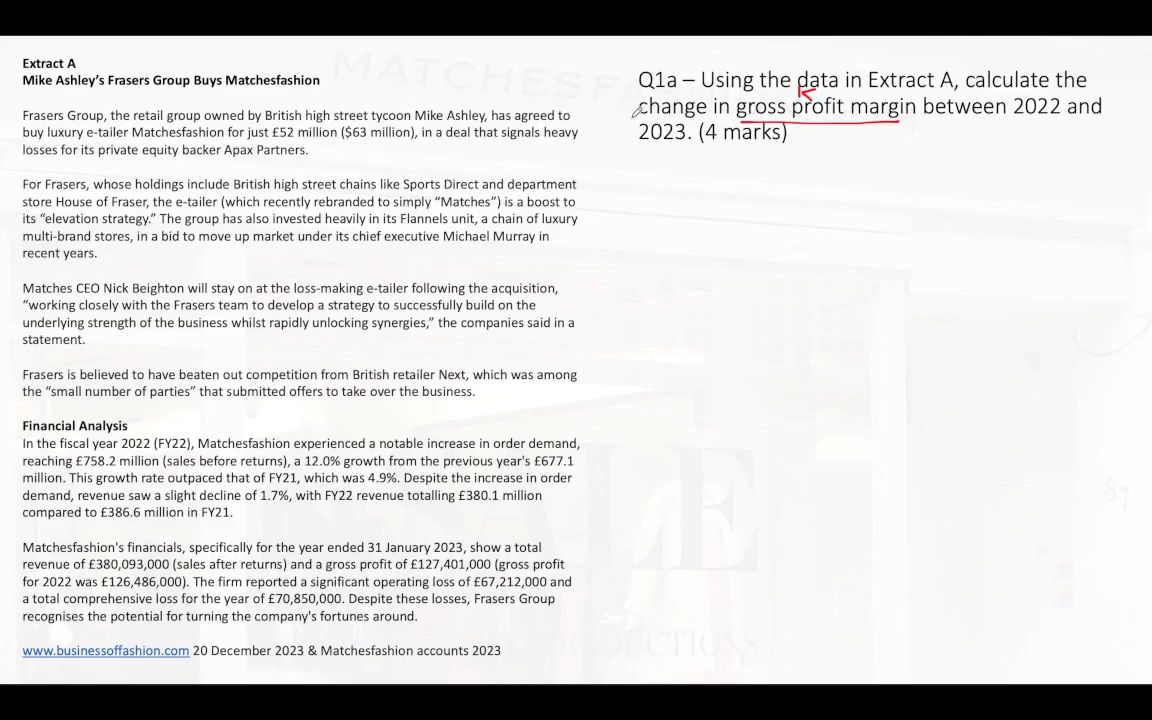 Extract A
Mike Ashley's Frasers Group Buys Matchesfashion
Frasers Group, the retail group owned by British high street tycoon Mike Ashley, has agreed to
buy luxury e-tailer Matchesfashion for just £52 million ($63 million), in a deal that signals heavy
losses for its private equity backer Apax Partners.
For Frasers, whose holdings include British high street chains like Sports Direct and department
store House of Fraser, the e-tailer (which recently rebranded to simply "Matches") is a boost to
its "elevation strategy." The group has also invested heavily in its Flannels unit, a chain of luxury
multi-brand stores, in a bid to move up market under its chief executive Michael Murray in
recent years.
Matches CEO Nick Beighton will stay on at the loss-making e-tailer following the acquisition,
"working closely with the Frasers team to develop a strategy to successfully build on the
underlying strength of the business whilst rapidly unlocking synergies," the companies said in a
statement.
Frasers is believed to have beaten out competition from British retailer Next, which was among
the "small number of parties" that submitted offers to take over the business.
Financial Analysis
In the fiscal year 2022 (FY22), Matchesfashion experienced a notable increase in order demand,
reaching £758.2 million (sales before returns), a 12.0% growth from the previous year's £677.1
million. This growth rate outpaced that of FY21, which was 4.9%. Despite the increase in order
demand, revenue saw a slight decline of 1.7%, with FY22 revenue totalling £380.1 million
compared to £386.6 million in FY21.
Matchesfashion's financials, specifically for the year ended 31 January 2023, show a total
revenue of £380,093,000 (sales after returns) and a gross profit of £127,401,000 (gross profit
for 2022 was £126,486,000). The firm reported a significant operating loss of £67,212,000 and
a total comprehensive loss for the year of £70,850,000. Despite these losses, Frasers Group
recognises the potential for turning the company's fortunes around.
www.businessoffashion.com 20 December 2023 & Matchesfashion accounts 2023
Q1a – Using the data in Extract A, calculate the
change in gross profit margin between 2022 and
2023. (4 marks)
MATCHESFA
SALE
REDUCTIONS
87